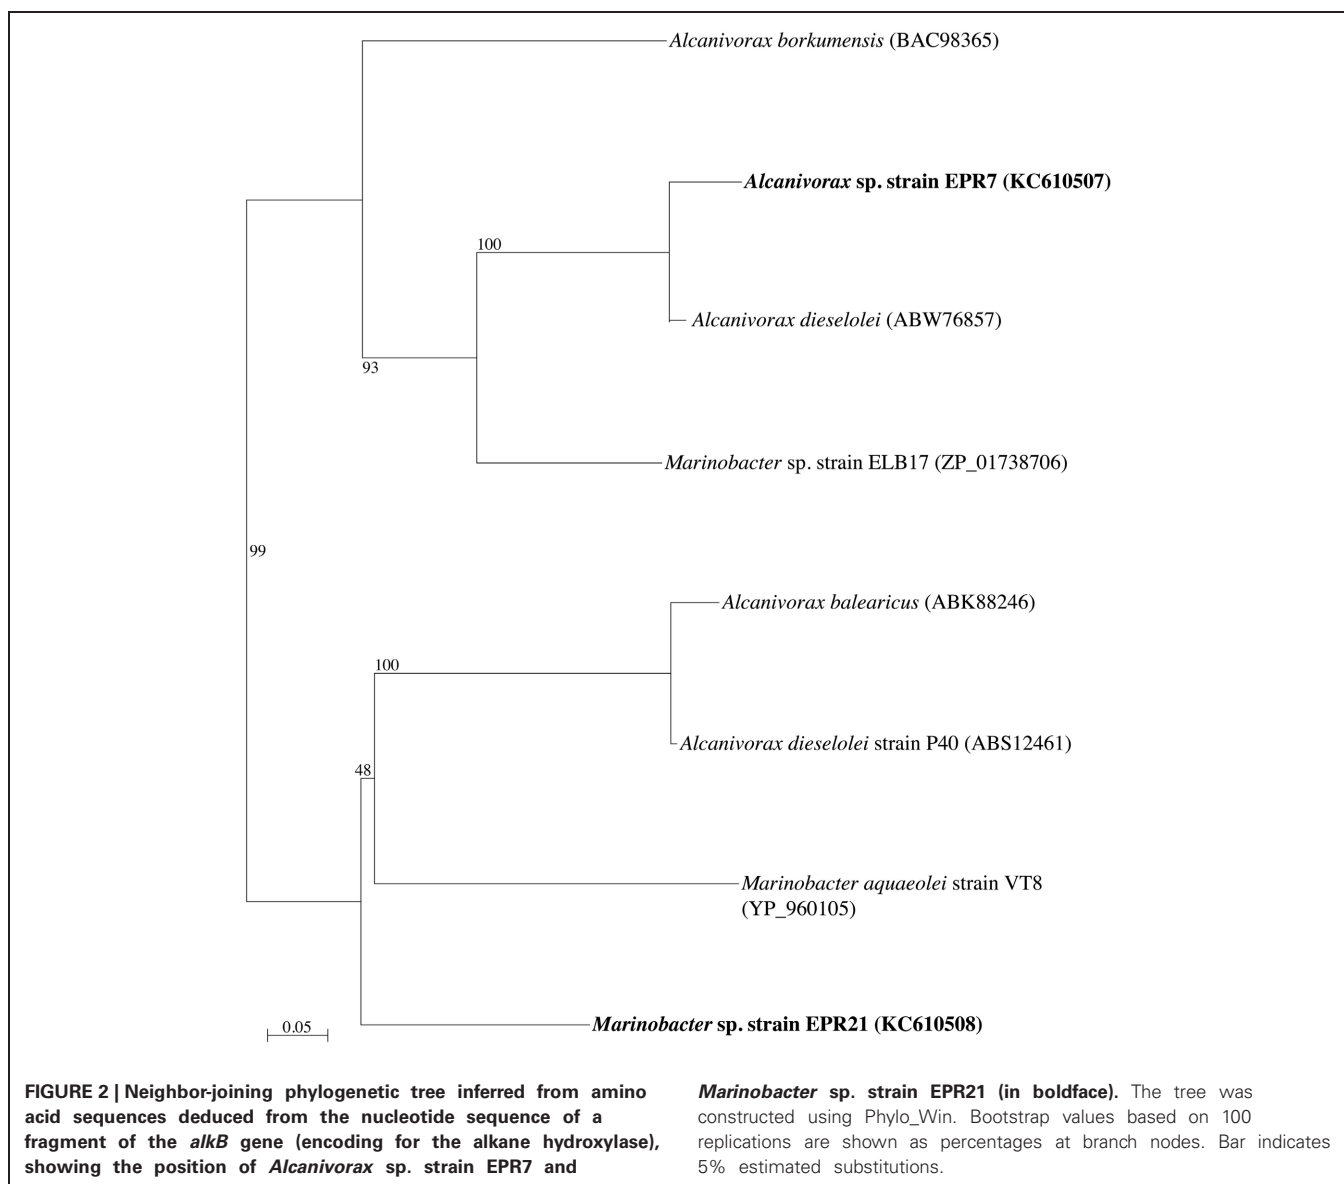 Alcanivorax borkumensis (BAC98365)
Alcanivorax sp. strain EPR7 (KC610507)
100
Alcanivorax dieselolei (ABW76857)
93
Marinobacter sp. strain ELB17 (ZP_01738706)
99
Alcanivorax balearicus (ABK88246)
100
Alcanivorax dieselolei strain P40 (ABS12461)
48
Marinobacter aquaeolei strain VT8
(YP_960105)
0.05
Marinobacter sp. strain EPR21 (KC610508)
FIGURE 2 | Neighbor-joining phylogenetic tree inferred from amino
acid sequences deduced from the nucleotide sequence of a
fragment of the alkB gene (encoding for the alkane hydroxylase),
showing the position of Alcanivorax sp. strain EPR7 and
Marinobacter sp. strain EPR21 (in boldface). The tree was
constructed using Phylo_Win. Bootstrap values based on 100
replications are shown as percentages at branch nodes. Bar indicates
5% estimated substitutions.